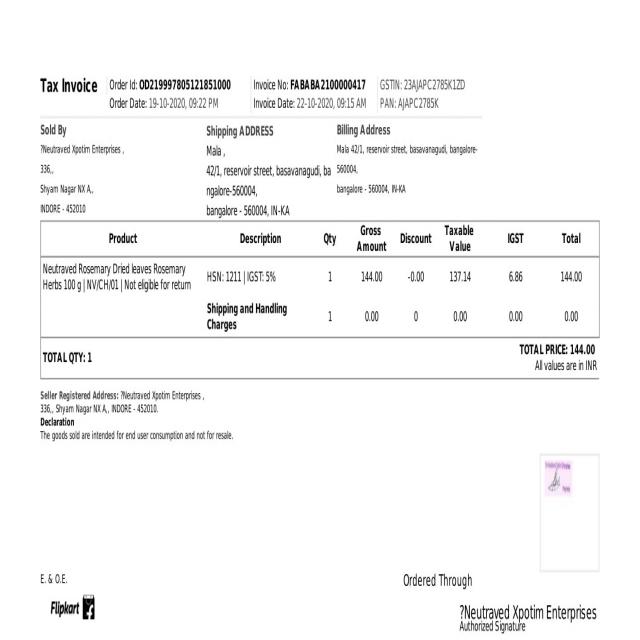 Tax Invoice
Order Id: OD219997805121851000
Order Date: 19-10-2020, 09:22 PM
Invoice No: FABABA2100000417
Invoice Date: 22-10-2020, 09:15 AM
GSTIN: 23AJAPC2785K1ZD
PAN: AJAPC2785K
Sold By
?Neutraved Xpotim Enterprises ,
336,,
Shyam Nagar NX A,,
INDORE - 452010
Shipping ADDRESS
Mala ,
42/1, reservoir street, basavanagudi, ba
ngalore-560004,
bangalore - 560004, IN-KA
Billing Address
Mala 42/1, reservoir street, basavanagudi, bangalore-
560004,
bangalore - 560004, IN-KA
Product Description Qty Gross Amount Discount Taxable Value IGST Total
Neutraved Rosemary Dried leaves Rosemary
Herbs 100 g | NV/CH/01 | Not eligible for return
HSN: 1211 | IGST: 5% 1 144.00 -0.00 137.14 6.86 144.00
Shipping and Handling
Charges
1 0.00 0 0.00 0.00 0.00
TOTAL QTY: 1
TOTAL PRICE: 144.00
All values are in INR
Seller Registered Address: ?Neutraved Xpotim Enterprises ,
336,, Shyam Nagar NX A,, INDORE - 452010.
Declaration
The goods sold are intended for end user consumption and not for resale.
E. & O.E.
Ordered Through
Flipkart
?Neutraved Xpotim Enterprises
Authorized Signature